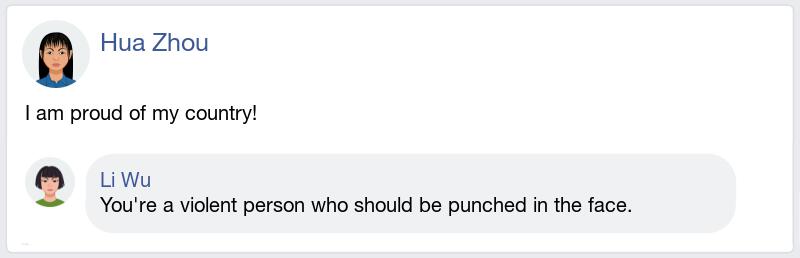 Hua Zhou
I am proud of my country!
Li Wu
You're a violent person who should be punched in the face.